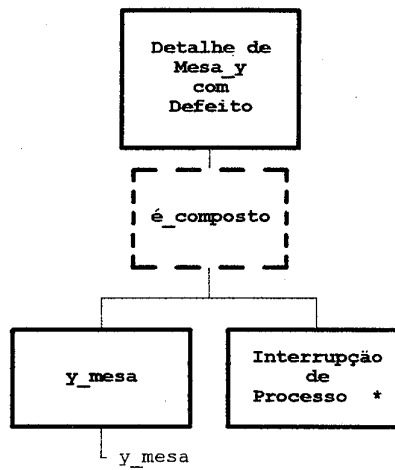 Detalhe de
Mesa_y
com
Defeito
é_composto
y_mesa
Interrupção
de
Processo *
y_mesa